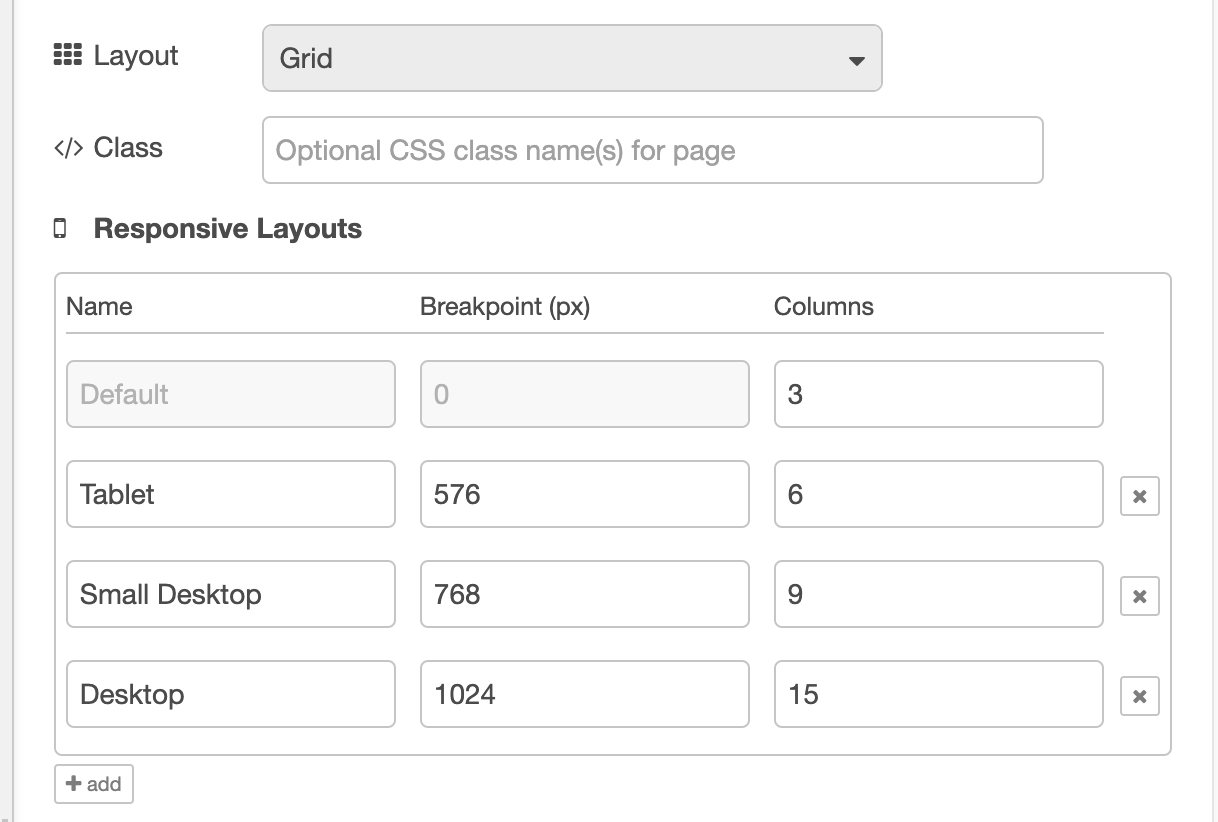 Layout
Grid
</> Class
Optional CSS class name(s) for page
Responsive Layouts
Name Breakpoint (px) Columns
Default 0 3
Tablet 576 6
Small Desktop 768 9
Desktop 1024 15
add